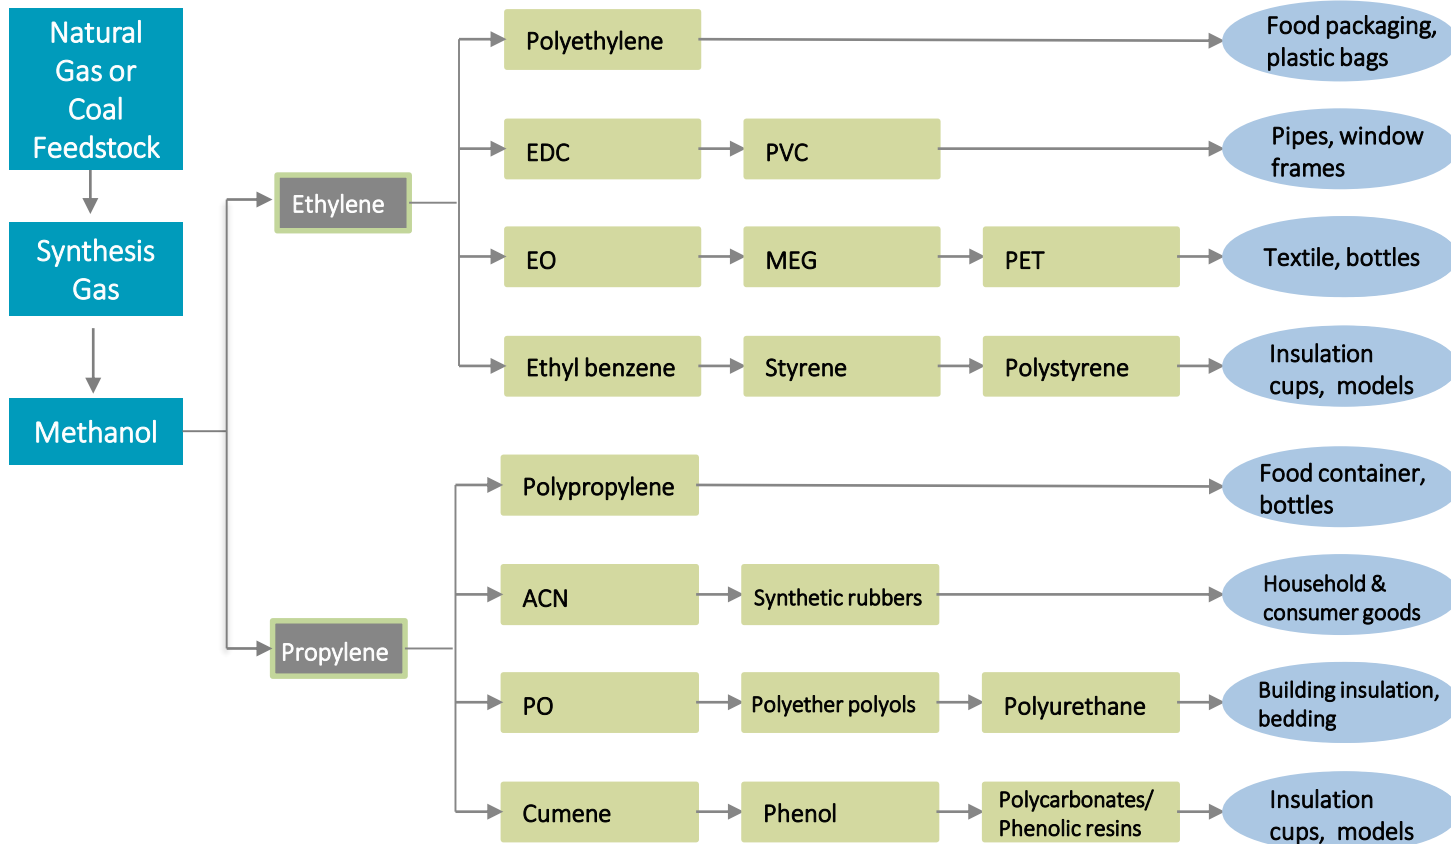 Natural
Gas or
Coal
Feedstock
Synthesis
Gas
Methanol
Ethylene
Polyethylene
Food packaging,
plastic bags
EDC
PVC
Pipes, window
frames
EO
MEG
PET
Textile, bottles
Ethyl benzene
Styrene
Polystyrene
Insulation
cups, models
Propylene
Polypropylene
Food container,
bottles
ACN
Synthetic rubbers
Household &
consumer goods
PO
Polyether polyols
Polyurethane
Building insulation,
bedding
Cumene
Phenol
Polycarbonates/
Phenolic resins
Insulation
cups, models